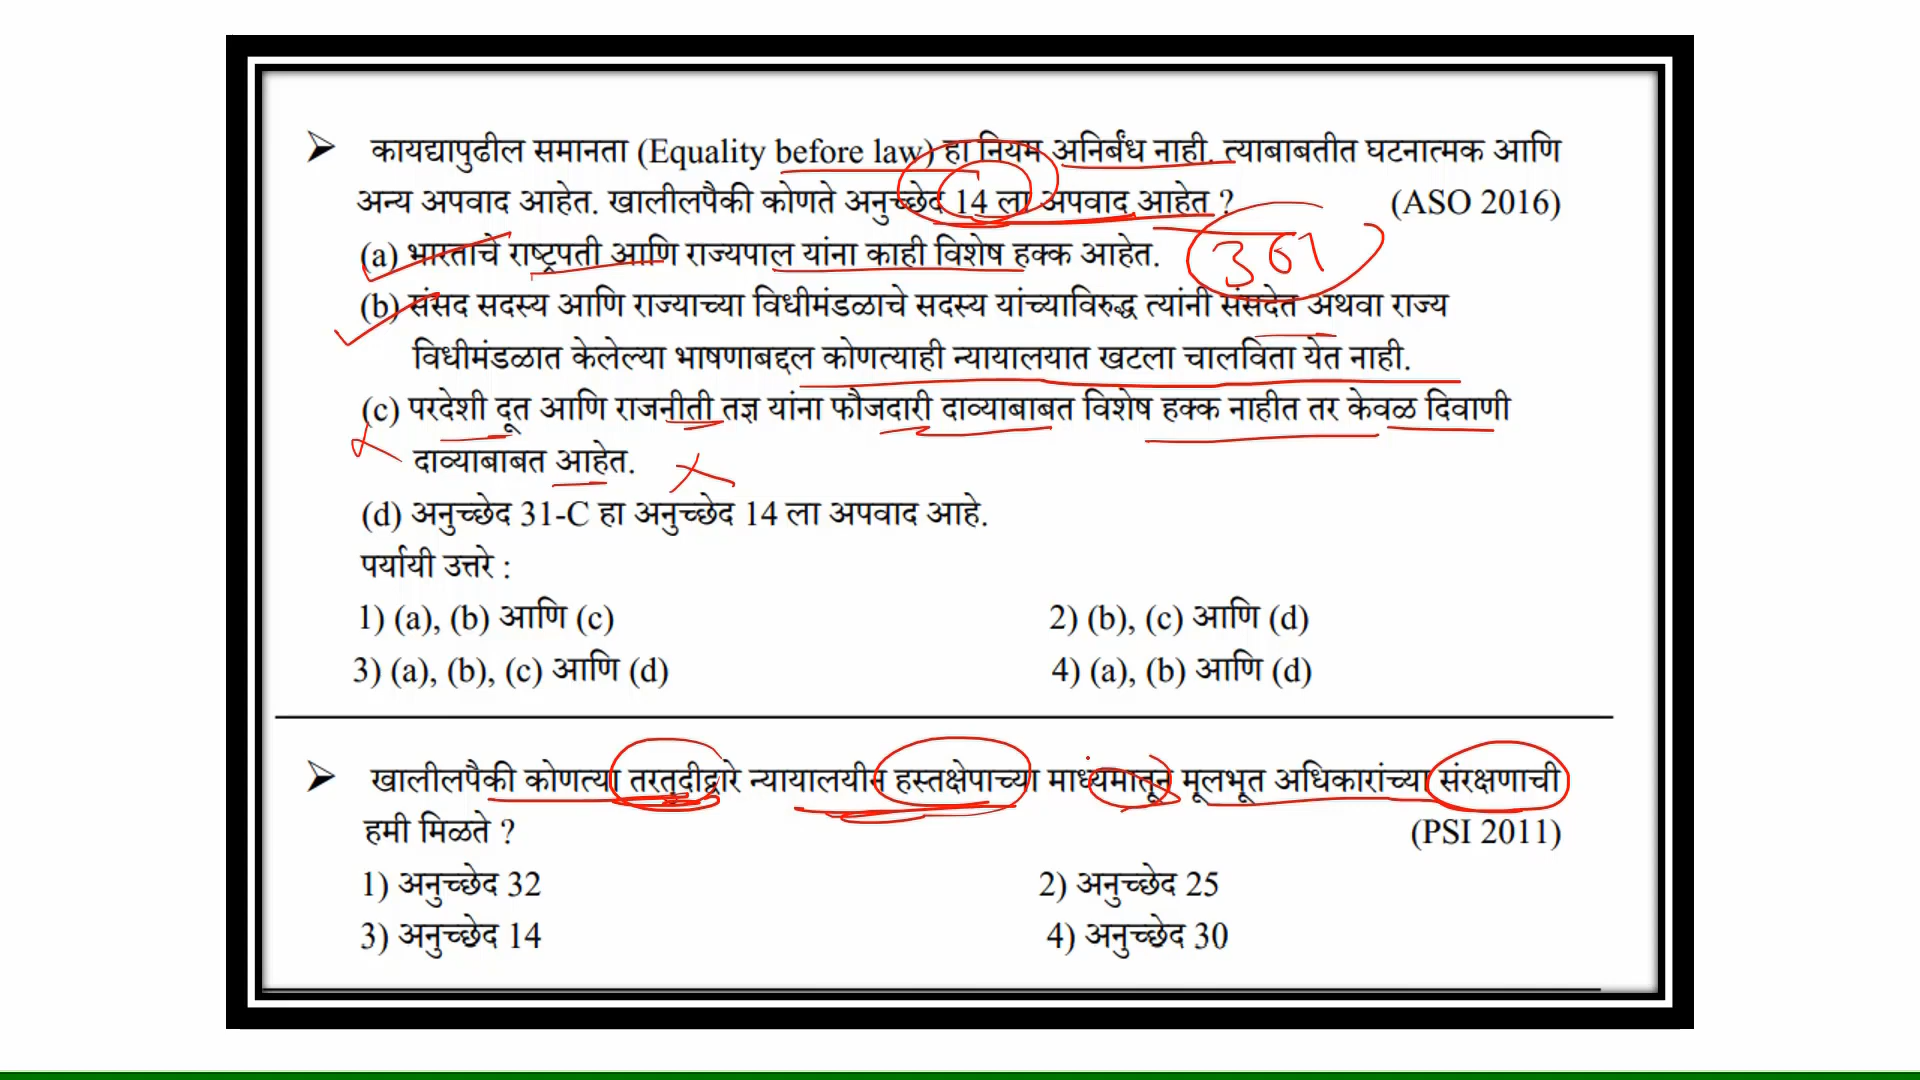 ➤ कायद्यापुढील समानता (Equality before law) हा नियम अनिर्बंध नाही. त्याबाबतीत घटनात्मक आणि
अन्य अपवाद आहेत. खालीलपैकी कोणते अनुच्छेद 14 ला अपवाद आहेत ? (ASO 2016)
(a) भारताचे राष्ट्रपती आणि राज्यपाल यांना काही विशेष हक्क आहेत. 361
(b) संसद सदस्य आणि राज्याच्या विधीमंडळाचे सदस्य यांच्याविरुद्ध त्यांनी संसदेत अथवा राज्य
विधीमंडळात केलेल्या भाषणाबद्दल कोणत्याही न्यायालयात खटला चालविता येत नाही.
(c) परदेशी दूत आणि राजनीती तज्ञ यांना फौजदारी दाव्याबाबत विशेष हक्क नाहीत तर केवळ दिवाणी
दाव्याबाबत आहेत.
(d) अनुच्छेद 31-C हा अनुच्छेद 14 ला अपवाद आहे.
पर्यायी उत्तरे :
1) (a), (b) आणि (c) 2) (b), (c) आणि (d)
3) (a), (b), (c) आणि (d) 4) (a), (b) आणि (d)
➤ खालीलपैकी कोणत्या तरतुदीद्वारे न्यायालयीन हस्तक्षेपाच्या माध्यमातून मूलभूत अधिकारांच्या संरक्षणाची
हमी मिळते ? (PSI 2011)
1) अनुच्छेद 32 2) अनुच्छेद 25
3) अनुच्छेद 14 4) अनुच्छेद 30